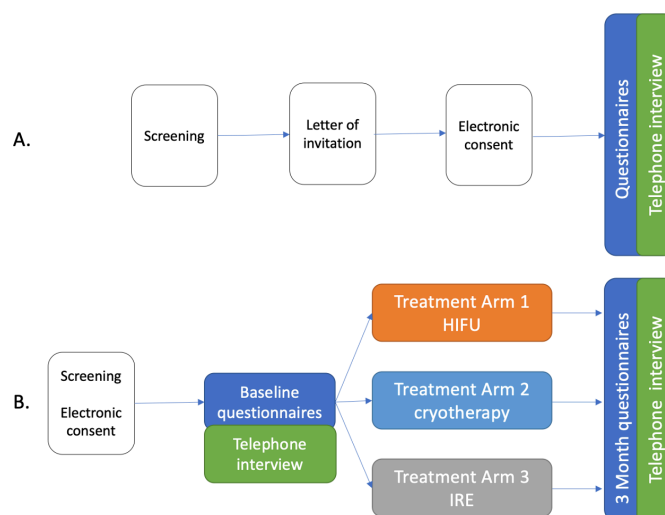 A.
Screening
Letter of
invitation
Electronic
consent
Questionnaires
Telephone interview
B.
Screening
Electronic
consent
Baseline
questionnaires
Telephone
interview
Treatment Arm 1
HIFU
Treatment Arm 2
cryotherapy
Treatment Arm 3
IRE
3 Month questionnaires
Telephone interview